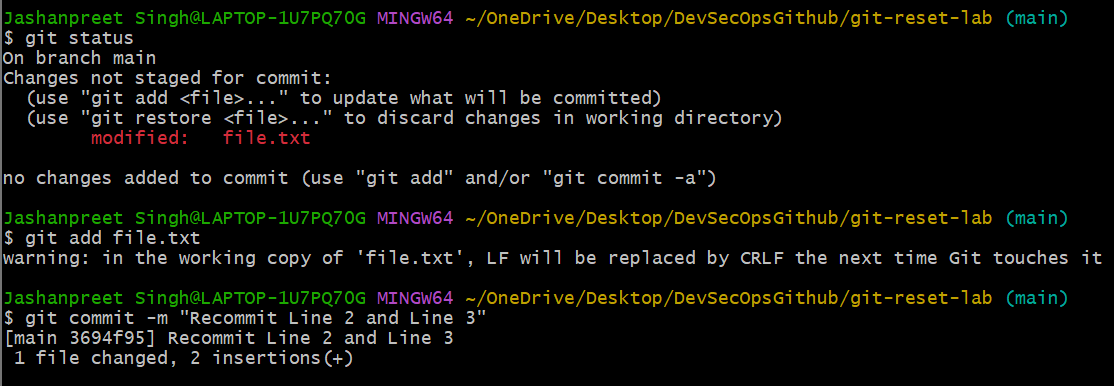 Jashanpreet Singh@LAPTOP-1U7PQ7OG MINGW64 ~/OneDrive/Desktop/DevSecOpsGithub/git-reset-lab (main)
$ git status
On branch main
Changes not staged for commit:
  (use "git add <file>..." to update what will be committed)
  (use "git restore <file>..." to discard changes in working directory)
        modified:   file.txt

no changes added to commit (use "git add" and/or "git commit -a")

Jashanpreet Singh@LAPTOP-1U7PQ7OG MINGW64 ~/OneDrive/Desktop/DevSecOpsGithub/git-reset-lab (main)
$ git add file.txt
warning: in the working copy of 'file.txt', LF will be replaced by CRLF the next time Git touches it

Jashanpreet Singh@LAPTOP-1U7PQ7OG MINGW64 ~/OneDrive/Desktop/DevSecOpsGithub/git-reset-lab (main)
$ git commit -m "Recommit Line 2 and Line 3"
[main 3694f95] Recommit Line 2 and Line 3
 1 file changed, 2 insertions(+)